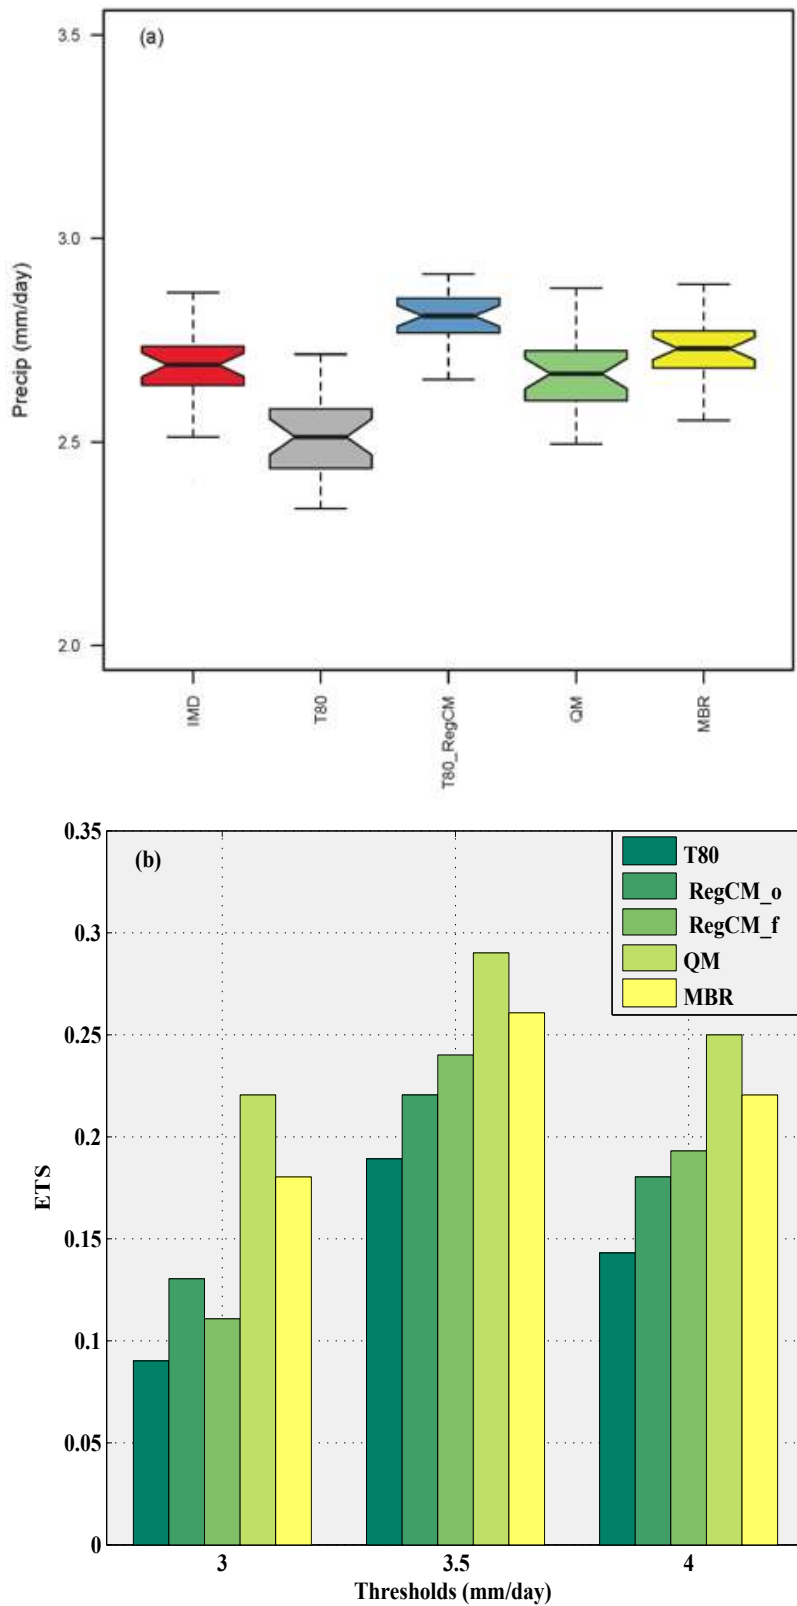 (a)
3.5
3.0
2.5
2.0
Precip (mm/day)
IMD
T80
T80_RegCM
QM
MBR
(b)
T80
RegCM_o
RegCM_f
QM
MBR
0.35
0.3
0.25
0.2
0.15
0.1
0.05
0
ETS
3 3.5 4
Thresholds (mm/day)